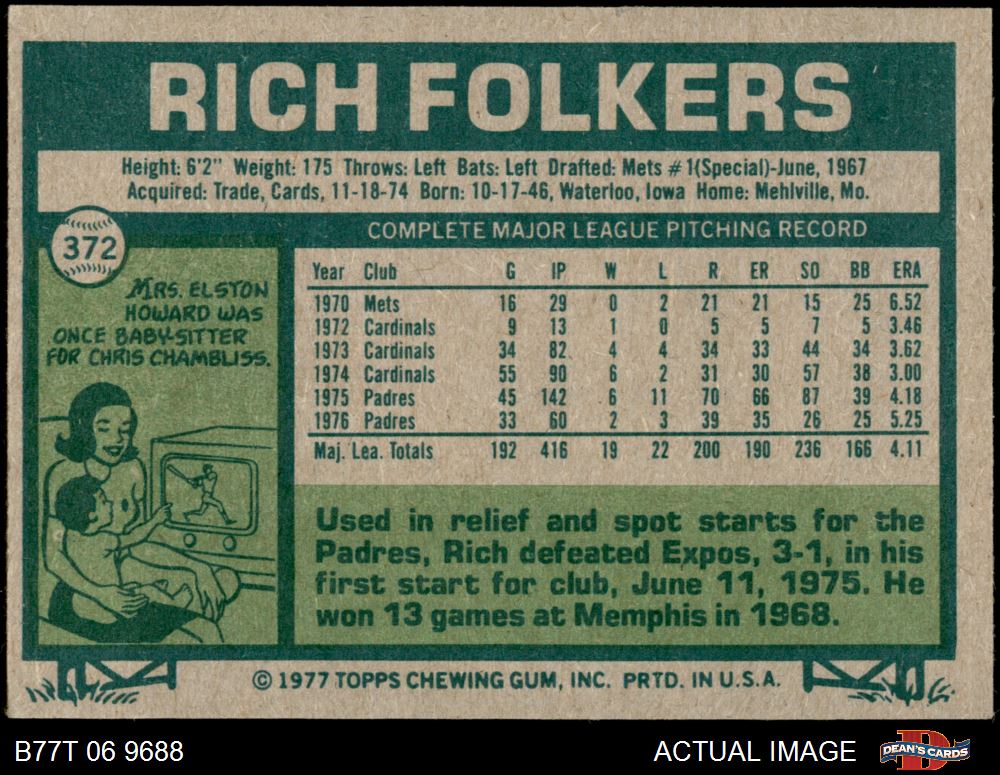 RICH FOLKERS
Height: 6'2" Weight: 175 Throws: Left Bats: Left Drafted: Mets #1(Special)-June, 1967
Acquired: Trade, Cards, 11-18-74 Born: 10-17-46, Waterloo, Iowa Home: Mehlville, Mo.
372
COMPLETE MAJOR LEAGUE PITCHING RECORD
MRS. ELSTON
HOWARD WAS
ONCE BABY-SITTER
FOR CHRIS CHAMBLISS.
Year Club G IP W L R ER SO BB ERA
1970 Mets 16 29 0 2 21 21 15 25 6.52
1972 Cardinals 9 13 1 0 5 5 7 5 3.46
1973 Cardinals 34 82 4 4 34 33 44 34 3.62
1974 Cardinals 55 90 6 2 31 30 57 38 3.00
1975 Padres 45 142 6 11 70 66 87 39 4.18
1976 Padres 33 60 2 3 39 35 26 25 5.25
Maj. Lea. Totals 192 416 19 22 200 190 236 166 4.11
Used in relief and spot starts for the
Padres, Rich defeated Expos, 3-1, in his
first start for club, June 11, 1975. He
won 13 games at Memphis in 1968.
© 1977 TOPPS CHEWING GUM, INC. PRTD. IN U.S.A.
B77T 06 9688 ACTUAL IMAGE
DEAN'S CARDS